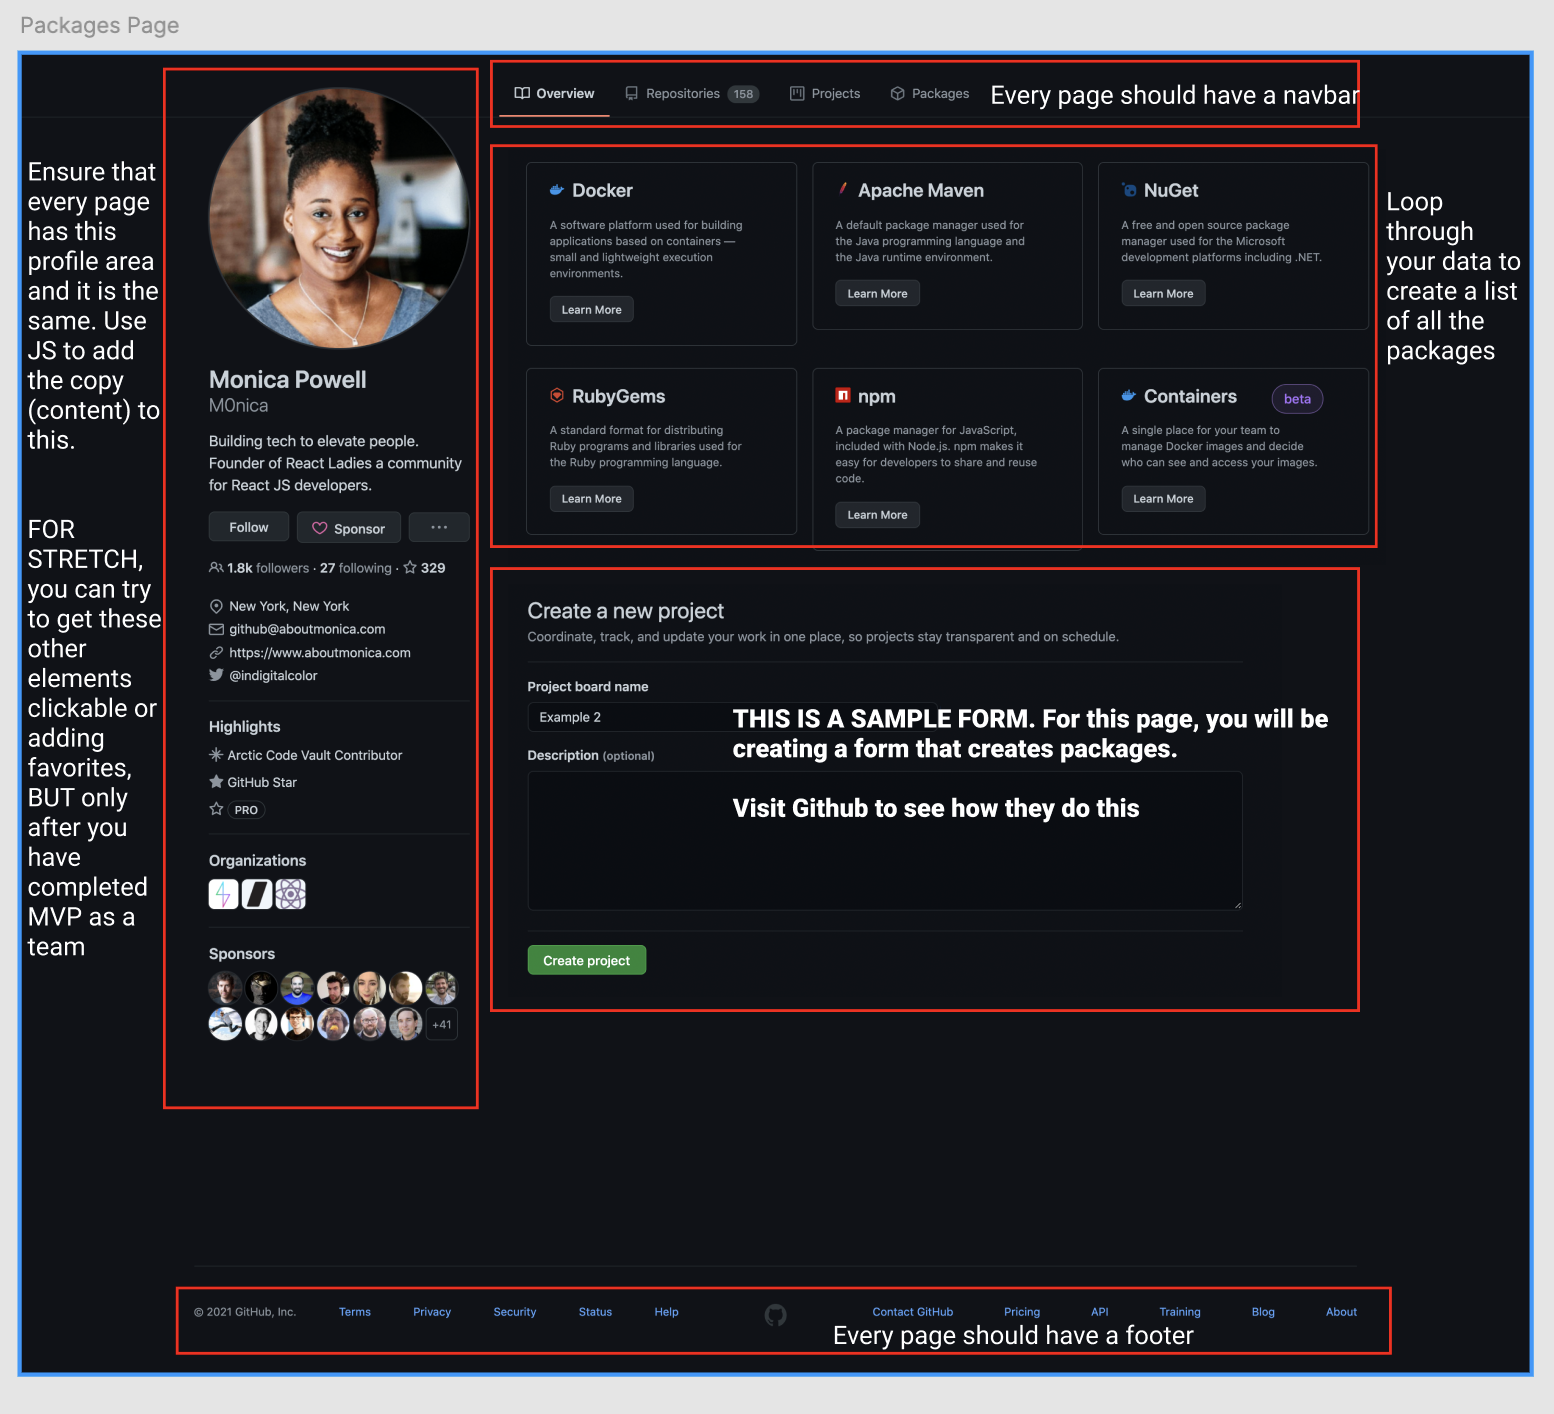 Packages Page
Overview
Repositories 158
Projects
Packages
Every page should have a navbar
Ensure that
every page
has this
profile area
and it is the
same. Use
JS to add
the copy
(content) to
this.
FOR
STRETCH,
you can try
to get these
other
elements
clickable or
adding
favorites,
BUT only
after you
have
completed
MVP as a
team
Monica Powell
M0nica
Building tech to elevate people.
Founder of React Ladies a community
for React JS developers.
Follow
Sponsor
···
1.8k followers · 27 following · 329
New York, New York
github@aboutmonica.com
https://www.aboutmonica.com
@indigitalcolor
Highlights
Arctic Code Vault Contributor
GitHub Star
PRO
Organizations
Sponsors
+41
Docker
A software platform used for building
applications based on containers —
small and lightweight execution
environments.
Learn More
Apache Maven
A default package manager used for
the Java programming language and
the Java runtime environment.
Learn More
NuGet
A free and open source package
manager used for the Microsoft
development platforms including .NET.
Learn More
RubyGems
A standard format for distributing
Ruby programs and libraries used for
the Ruby programming language.
Learn More
npm
A package manager for JavaScript,
included with Node.js. npm makes it
easy for developers to share and reuse
code.
Learn More
Containers
beta
A single place for your team to
manage Docker images and decide
who can see and access your images.
Learn More
Loop
through
your data to
create a list
of all the
packages
Create a new project
Coordinate, track, and update your work in one place, so projects stay transparent and on schedule.
Project board name
Example 2
THIS IS A SAMPLE FORM. For this page, you will be
creating a form that creates packages.
Description (optional)
Visit Github to see how they do this
Create project
© 2021 GitHub, Inc.
Terms
Privacy
Security
Status
Help
Contact GitHub
Pricing
API
Training
Blog
About
Every page should have a footer